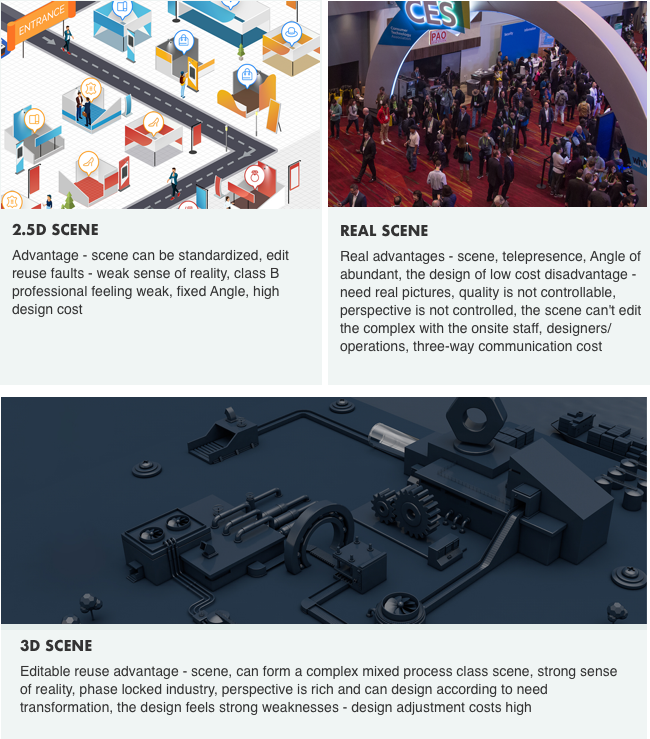 ENTRANCE
CES
PAO
2.5D SCENE
Advantage - scene can be standardized, edit
reuse faults - weak sense of reality, class B
professional feeling weak, fixed Angle, high
design cost
REAL SCENE
Real advantages - scene, telepresence, Angle of
abundant, the design of low cost disadvantage -
need real pictures, quality is not controllable,
perspective is not controlled, the scene can't edit
the complex with the onsite staff, designers/
operations, three-way communication cost
3D SCENE
Editable reuse advantage - scene, can form a complex mixed process class scene, strong sense
of reality, phase locked industry, perspective is rich and can design according to need
transformation, the design feels strong weaknesses - design adjustment costs high